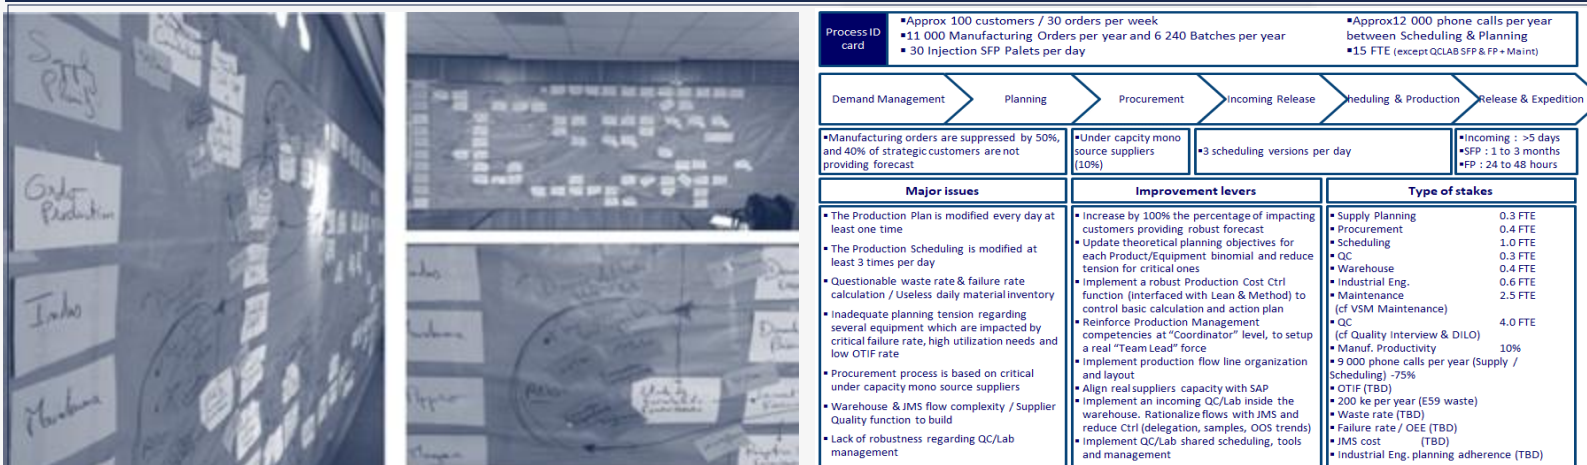 Supply
Plang
Ordo
Production
Indus
Maintenance
Process ID
card
▪Approx 100 customers / 30 orders per week
▪11 000 Manufacturing Orders per year and 6 240 Batches per year
▪ 30 Injection SFP Palets per day
▪Approx12 000 phone calls per year
between Scheduling & Planning
▪15 FTE (except QCLAB SFP & FP + Maint)
Demand Management
Planning
Procurement
Incoming Release
heduling & Production
Release & Expedition
▪Manufacturing orders are suppressed by 50%,
and 40% of strategic customers are not
providing forecast
▪Under capcity mono
source suppliers
(10%)
▪3 scheduling versions per day
▪Incoming : >5 days
▪SFP : 1 to 3 months
▪FP : 24 to 48 hours
Major issues
▪ The Production Plan is modified every day at
least one time
▪ The Production Scheduling is modified at
least 3 times per day
▪ Questionable waste rate & failure rate
calculation / Useless daily material inventory
▪ Inadequate planning tension regarding
several equipment which are impacted by
critical failure rate, high utilization needs and
low OTIF rate
▪ Procurement process is based on critical
under capacity mono source suppliers
▪ Warehouse & JMS flow complexity / Supplier
Quality function to build
▪ Lack of robustness regarding QC/Lab
management
Improvement levers
▪ Increase by 100% the percentage of impacting
customers providing robust forecast
▪ Update theoretical planning objectives for
each Product/Equipment binomial and reduce
tension for critical ones
▪ Implement a robust Production Cost Ctrl
function (interfaced with Lean & Method) to
control basic calculation and action plan
▪ Reinforce Production Management
competencies at “Coordinator” level, to setup
a real “Team Lead” force
▪ Implement production flow line organization
and layout
▪ Align real suppliers capacity with SAP
▪ Implement an incoming QC/Lab inside the
warehouse. Rationalize flows with JMS and
reduce Ctrl (delegation, samples, OOS trends)
▪ Implement QC/Lab shared scheduling, tools
and management
Type of stakes
▪ Supply Planning 0.3 FTE
▪ Procurement 0.4 FTE
▪ Scheduling 1.0 FTE
▪ QC 0.3 FTE
▪ Warehouse 0.4 FTE
▪ Industrial Eng. 0.6 FTE
▪ Maintenance 2.5 FTE
(cf VSM Maintenance)
▪ QC 4.0 FTE
(cf Quality Interview & DILO)
▪ Manuf. Productivity 10%
▪ 9 000 phone calls per year (Supply /
Scheduling) -75%
▪ OTIF (TBD)
▪ 200 ke per year (E59 waste)
▪ Waste rate (TBD)
▪ Failure rate / OEE (TBD)
▪ JMS cost (TBD)
▪ Industrial Eng. planning adherence (TBD)